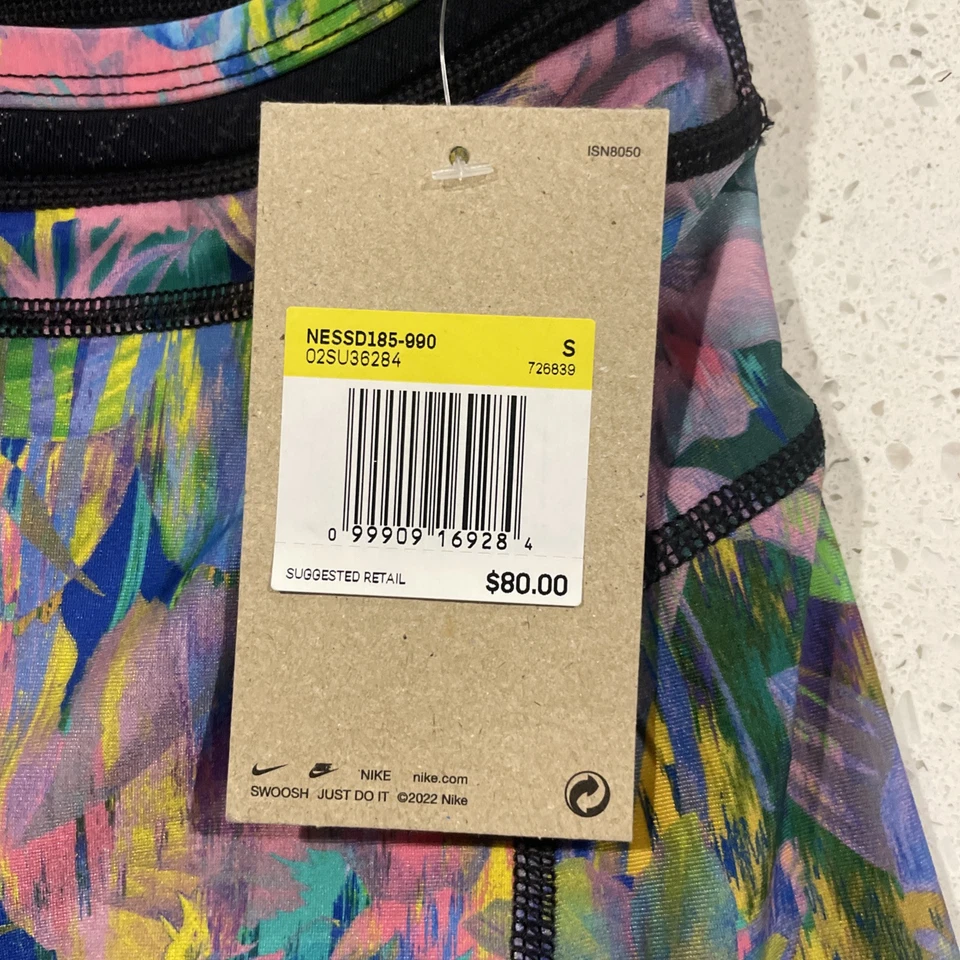 ISN8050
NESSD185-990
02SU36284
S
726839
0 99909 16928 4
SUGGESTED RETAIL $80.00
NIKE nike.com
SWOOSH JUST DO IT ©2022 Nike